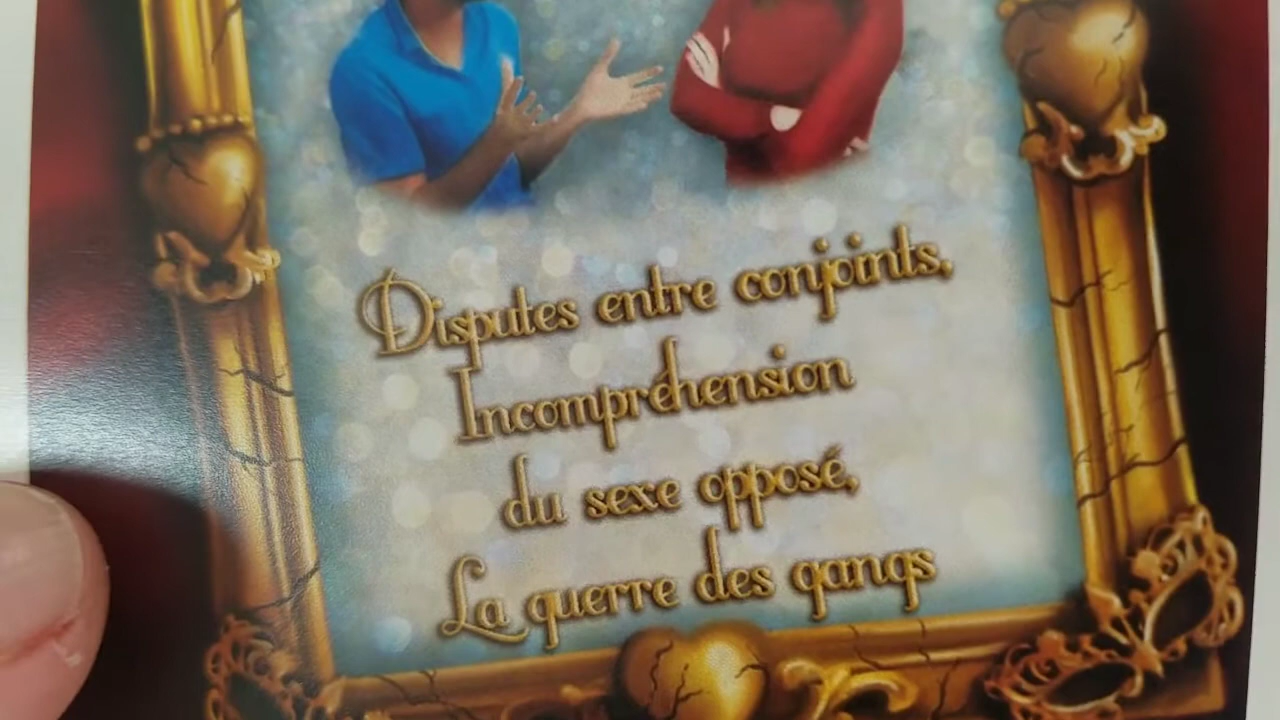 Disputes entre conjoints,
Incompréhension
du sexe opposé,
La guerre des gangs